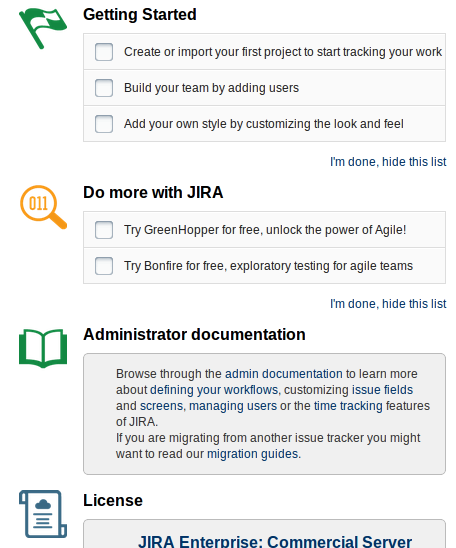 Getting Started
Create or import your first project to start tracking your work
Build your team by adding users
Add your own style by customizing the look and feel
I'm done, hide this list
011
Do more with JIRA
Try GreenHopper for free, unlock the power of Agile!
Try Bonfire for free, exploratory testing for agile teams
I'm done, hide this list
Administrator documentation
Browse through the admin documentation to learn more
about defining your workflows, customizing issue fields
and screens, managing users or the time tracking features
of JIRA.
If you are migrating from another issue tracker you might
want to read our migration guides.
License
JIRA Enterprise: Commercial Server